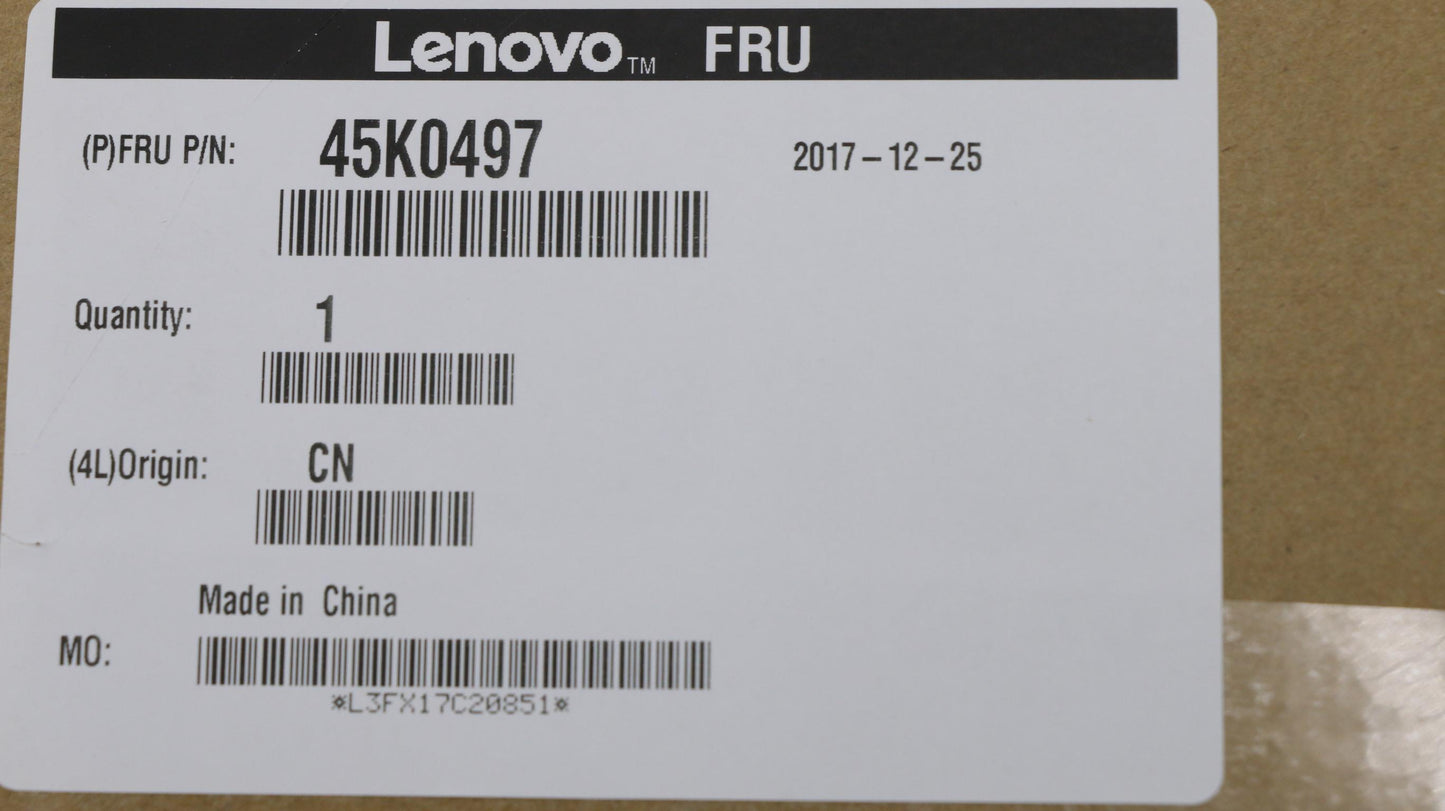 Lenovo™ FRU
(P)FRU P/N: 45K0497 2017-12-25
Quantity: 1
(4L)Origin: CN
Made in China
MO:
*L3FX17C20851*